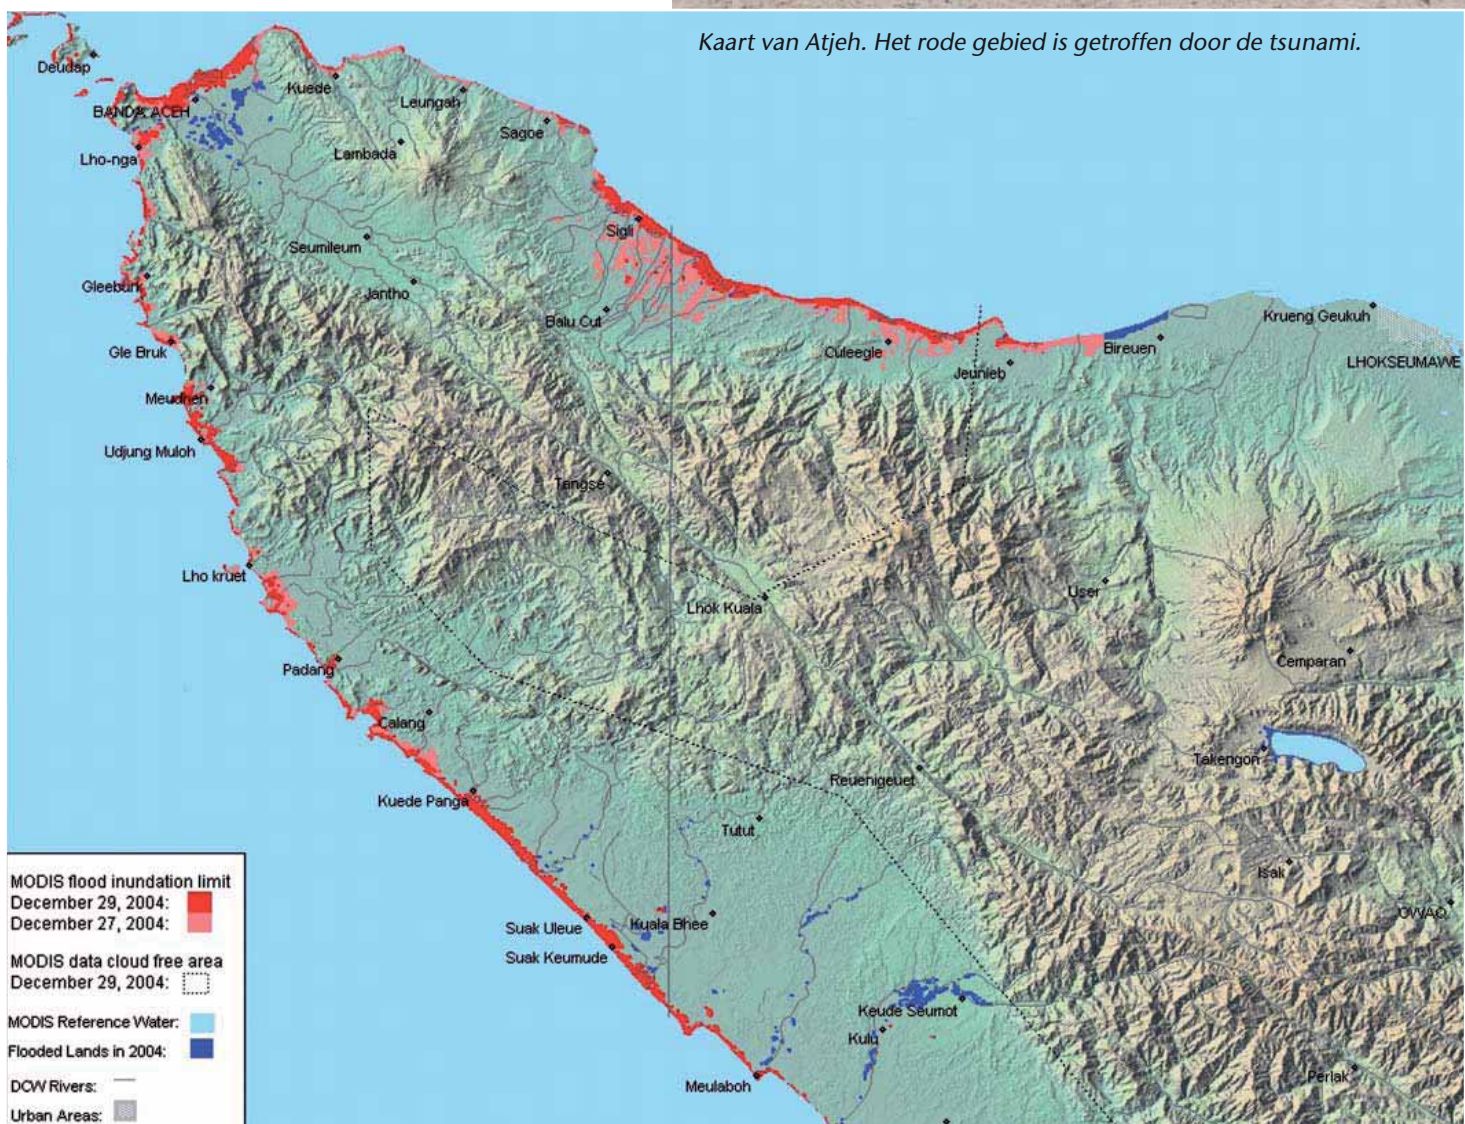 Kaart van Atjeh. Het rode gebied is getroffen door de tsunami.
Deudap
BANDA ACEH
Kuede
Leungah
Sagoe
Lho-nga
Lambada
Sigli
Seumileum
Gleeburk
Jantho
Balu Cut
Krueng Geukuh
Gle Bruk
Culeegle
Bireuen
Jeunieb
LHOKSEUMAWE
Meudhen
Udjung Muloh
Tangse
Lho kruet
Lhok Kuala
User
Padang
Cemparan
Calang
Takengon
Reuenigeuet
Kuede Panga
Tutut
Isak
OWAQ
Suak Uleue
Kuala Bhee
Suak Keumude
Keude Seumot
Kulu
Meulaboh
Perlak
MODIS flood inundation limit
December 29, 2004:
December 27, 2004:
MODIS data cloud free area
December 29, 2004:
MODIS Reference Water:
Flooded Lands in 2004:
DCW Rivers:
Urban Areas: